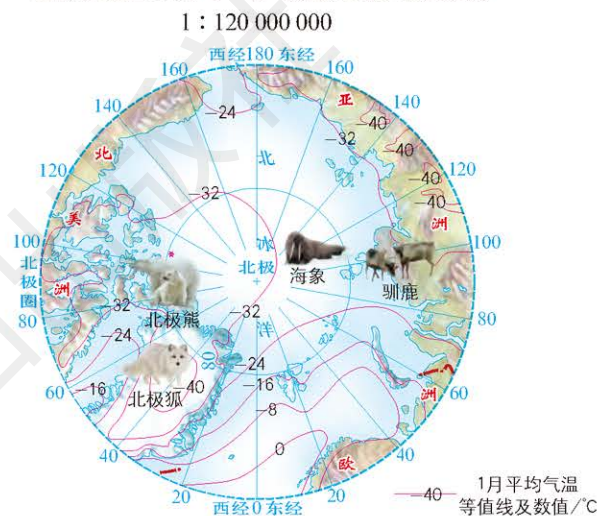 1：120 000 000
西经180东经
160
160
140
140
120
120
100
100
80
80
60
60
40
40
20
20
西经0东经
亚
洲
北
美
洲
欧
洲
北
冰
洋
北极
北极圈
80
海象
驯鹿
北极熊
北极狐
−24
−32
−40
−40
−40
−40
−32
−32
−24
−16
−40
−32
−24
−16
−8
0
−40
1月平均气温
等值线及数值/℃